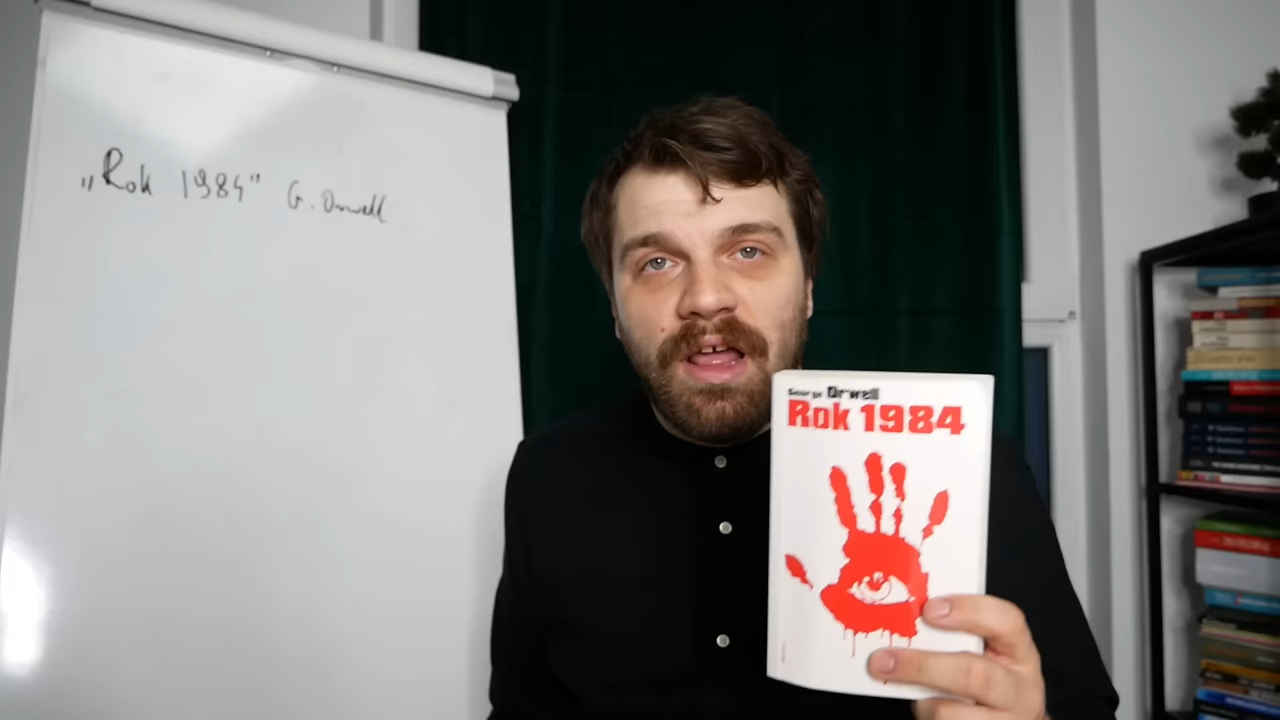 „Rok 1984” G. Orwell
George Orwell
Rok 1984